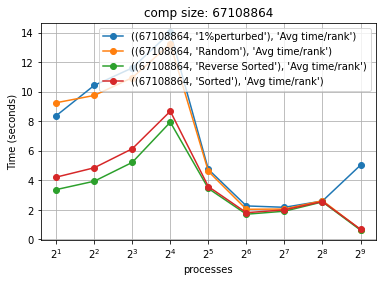 comp size: 67108864
((67108864, '1%perturbed'), 'Avg time/rank')
((67108864, 'Random'), 'Avg time/rank')
((67108864, 'Reverse Sorted'), 'Avg time/rank')
((67108864, 'Sorted'), 'Avg time/rank')
Time (seconds)
14
12
10
8
6
4
2
0
2^1 2^2 2^3 2^4 2^5 2^6 2^7 2^8 2^9
processes